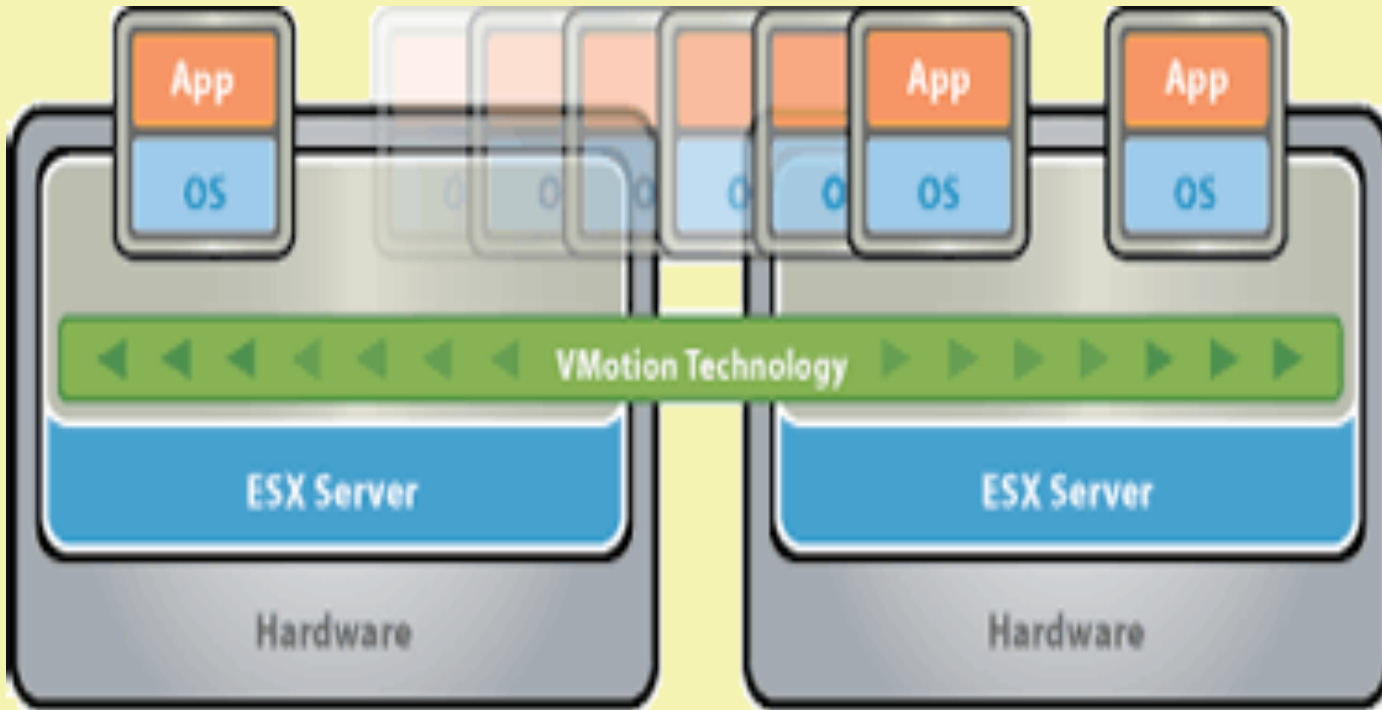 App
App
App
OS
O
O
O
O
O
OS
OS
VMotion Technology
ESX Server
ESX Server
Hardware
Hardware